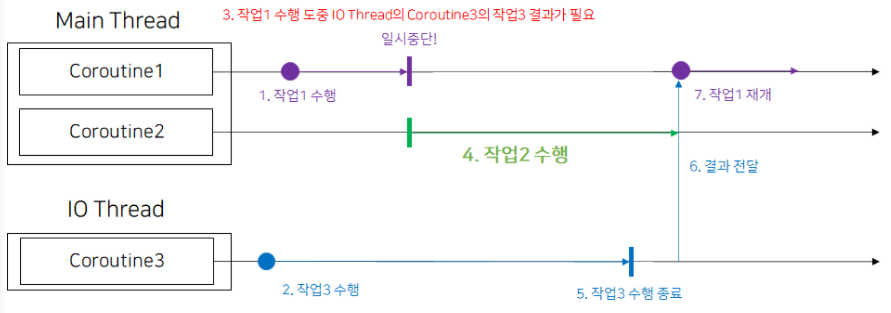 3. 작업1 수행 도중 IO Thread의 Coroutine3의 작업3 결과가 필요
Main Thread
일시중단!
Coroutine1
1. 작업1 수행
7. 작업1 재개
Coroutine2
4. 작업2 수행
6. 결과 전달
IO Thread
Coroutine3
2. 작업3 수행
5. 작업3 수행 종료